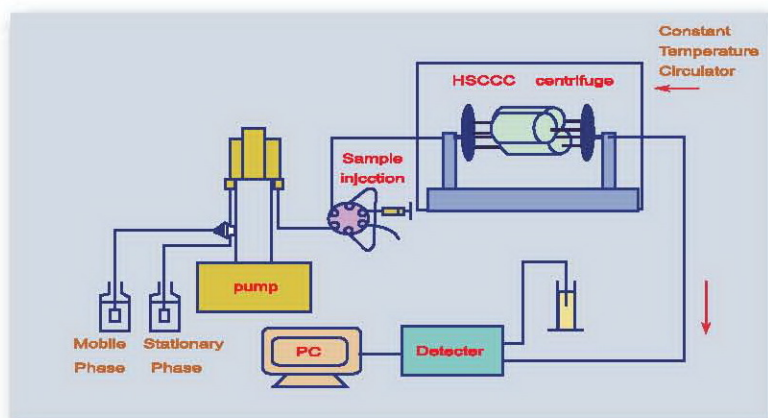 Constant
Temperature
Circulator
HSCCC centrifuge
Sample
injcction
pump
Mobile
Phase
Stationary
Phase
PC
Detecter